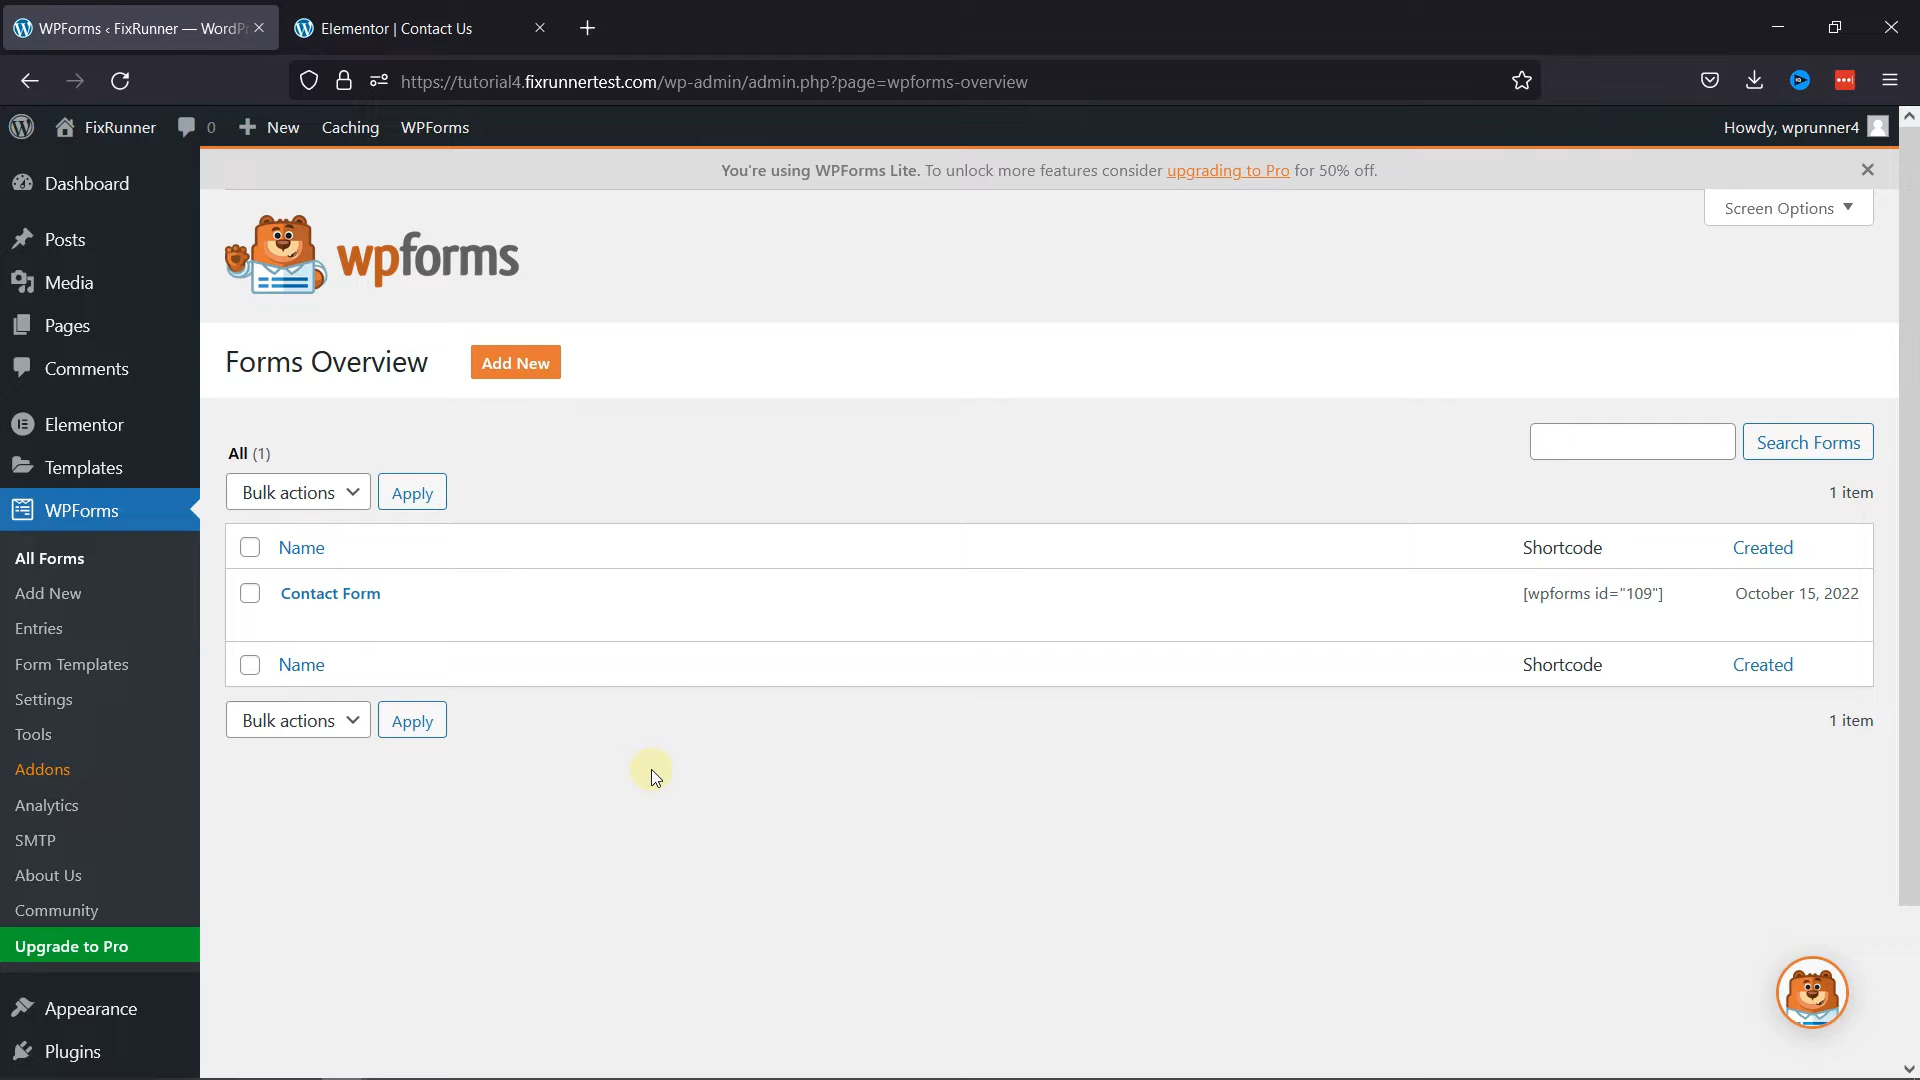 WPForms ‹ FixRunner — WordPr
Elementor | Contact Us
https://tutorial4.fixrunnertest.com/wp-admin/admin.php?page=wpforms-overview
FixRunner
0
New
Caching
WPForms
Howdy, wprunner4
You're using WPForms Lite. To unlock more features consider upgrading to Pro for 50% off.
Screen Options
wpforms
Dashboard
Posts
Media
Pages
Comments
Elementor
Templates
WPForms
All Forms
Add New
Entries
Form Templates
Settings
Tools
Addons
Analytics
SMTP
About Us
Community
Upgrade to Pro
Appearance
Plugins
Forms Overview
Add New
All (1)
Search Forms
Bulk actions
Apply
1 item
Name Shortcode Created
Contact Form [wpforms id="109"] October 15, 2022
Name Shortcode Created
Bulk actions
Apply
1 item